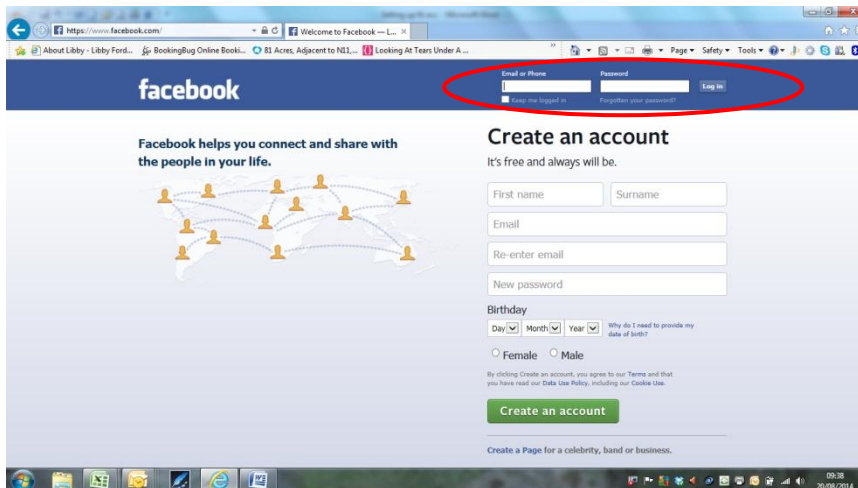 https://www.facebook.com/
Welcome to Facebook — L...
About Libby - Libby Ford...
BookingBug Online Booki...
81 Acres, Adjacent to N11,...
Looking At Tears Under A ...
Page
Safety
Tools
facebook
Email or Phone
Password
Log in
Keep me logged in
Forgotten your password?
Facebook helps you connect and share with
the people in your life.
Create an account
It's free and always will be.
First name
Surname
Email
Re-enter email
New password
Birthday
Day
Month
Year
Why do I need to provide my
date of birth?
Female
Male
By clicking Create an account, you agree to our Terms and that
you have read our Data Use Policy, including our Cookie Use.
Create an account
Create a Page for a celebrity, band or business.
09:38
20/08/2014